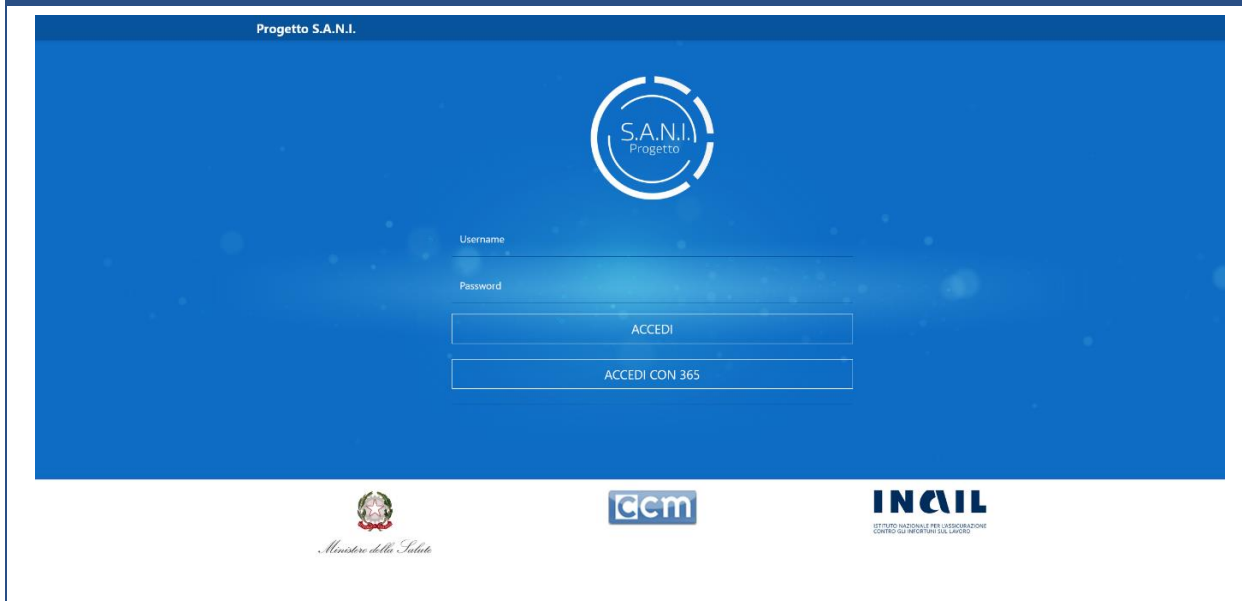 Progetto S.A.N.I.
S.A.N.I.
Progetto
Username
Password
ACCEDI
ACCEDI CON 365
Ministero della Salute
ccm
INAIL
ISTITUTO NAZIONALE PER L'ASSICURAZIONE
CONTRO GLI INFORTUNI SUL LAVORO